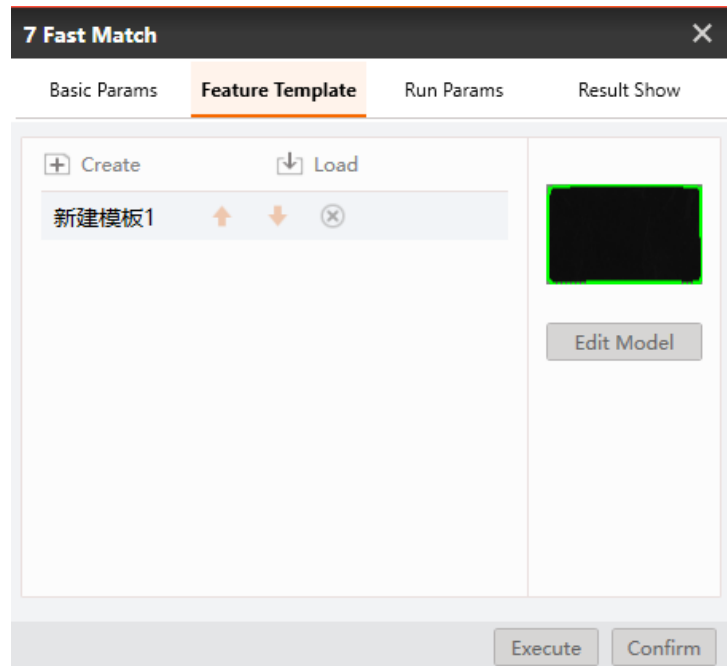 7 Fast Match
Basic Params Feature Template Run Params Result Show
Create Load
新建模板1
Edit Model
Execute Confirm